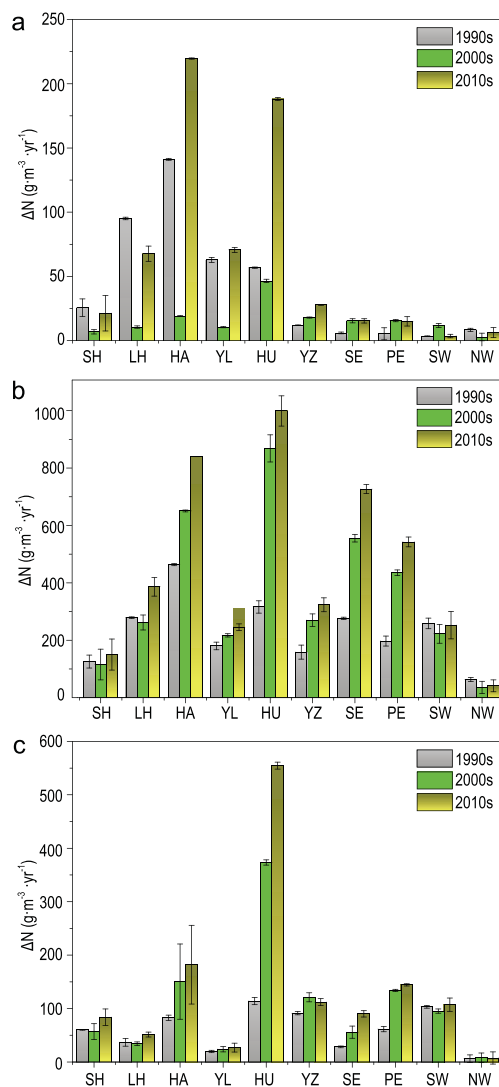 a
250
200
150
100
50
0
ΔN (g·m⁻³ ·yr⁻¹)
1990s
2000s
2010s
SH LH HA YL HU YZ SE PE SW NW
b
1000
800
600
400
200
0
ΔN (g·m⁻³ ·yr⁻¹)
1990s
2000s
2010s
SH LH HA YL HU YZ SE PE SW NW
c
600
500
400
300
200
100
0
ΔN (g·m⁻³ ·yr⁻¹)
1990s
2000s
2010s
SH LH HA YL HU YZ SE PE SW NW